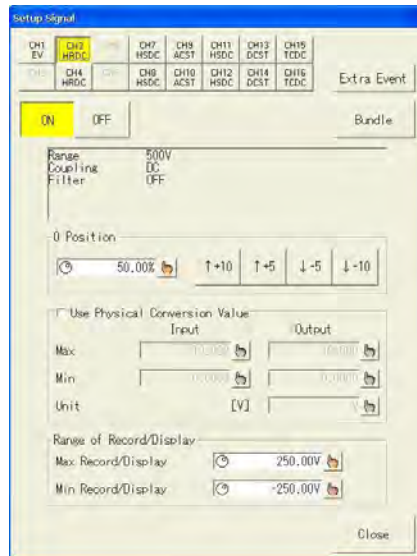 Setup Signal
CH1 CH2 CH7 CH9 CH11 CH13 CH15
EV HRDC HSDC ACST HSDC DCST TCDC
CH4 CH8 CH10 CH12 CH14 CH16
HRDC HSDC ACST HSDC DCST TCDC
Extra Event
ON OFF Bundle
Range 500V
Coupling DC
Filter OFF
0 Position
50.00% ↑+10 ↑+5 ↓-5 ↓-10
Use Physical Conversion Value
Input Output
Max
Min
Unit [V] V
Range of Record/Display
Max Record/Display 250.00V
Min Record/Display -250.00V
Close